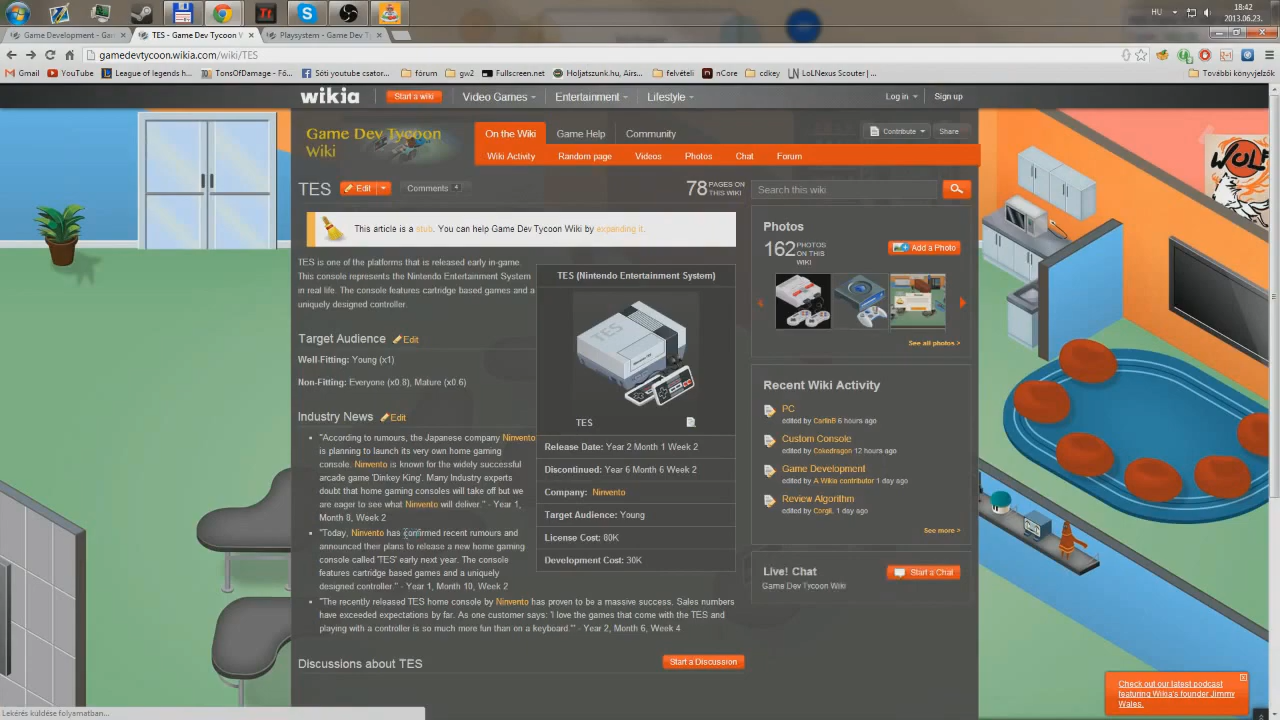 HU
18:42
2013.06.23.
Game Development - Gam
TES - Game Dev Tycoon W
Playsystem - Game Dev Ty
gamedevtycoon.wikia.com/wiki/TES
Gmail
YouTube
League of legends h...
TonsOfDamage - Fó...
Sőti youtube csator...
fórum
gw2
Fullscreen.net
Holjatszunk.hu, Airs...
felvételi
nCore
cdkey
LoLNexus Scouter |...
További könyvjelzők
wikia
Start a wiki
Video Games
Entertainment
Lifestyle
Log in
Sign up
Game Dev Tycoon
Wiki
On the Wiki
Game Help
Community
Contribute
Share
Wiki Activity
Random page
Videos
Photos
Chat
Forum
TES
Edit
Comments 4
78 PAGES ON
THIS WIKI
Search this wiki
This article is a stub. You can help Game Dev Tycoon Wiki by expanding it.
TES is one of the platforms that is released early in-game.
This console represents the Nintendo Entertainment System
in real life. The console features cartridge based games and a
uniquely designed controller.
TES (Nintendo Entertainment System)
TES
TES
Release Date: Year 2 Month 1 Week 2
Discontinued: Year 6 Month 6 Week 2
Company: Ninvento
Target Audience: Young
License Cost: 80K
Development Cost: 30K
Target Audience
Edit
Well-Fitting: Young (x1)
Non-Fitting: Everyone (x0.8), Mature (x0.6)
Industry News
Edit
"According to rumours, the Japanese company Ninvento
is planning to launch its very own home gaming
console. Ninvento is known for the widely successful
arcade game 'Dinkey King'. Many Industry experts
doubt that home gaming consoles will take off but we
are eager to see what Ninvento will deliver." - Year 1,
Month 8, Week 2
"Today, Ninvento has confirmed recent rumours and
announced their plans to release a new home gaming
console called 'TES' early next year. The console
features cartridge based games and a uniquely
designed controller." - Year 1, Month 10, Week 2
"The recently released TES home console by Ninvento has proven to be a massive success. Sales numbers
have exceeded expectations by far. As one customer says: 'I love the games that come with the TES and
playing with a controller is so much more fun than on a keyboard.'" - Year 2, Month 6, Week 4
Discussions about TES
Start a Discussion
Photos
162 PHOTOS
ON THIS
WIKI
Add a Photo
See all photos >
Recent Wiki Activity
PC
edited by CartinB 6 hours ago
Custom Console
edited by Cokedragon 12 hours ago
Game Development
edited by A Wikia contributor 1 day ago
Review Algorithm
edited by Corgil, 1 day ago
See more >
Live! Chat
Start a Chat
Game Dev Tycoon Wiki
WOLF
Check out our latest podcast
featuring Wikia's founder Jimmy
Wales.
Lekérés küldése folyamatban...